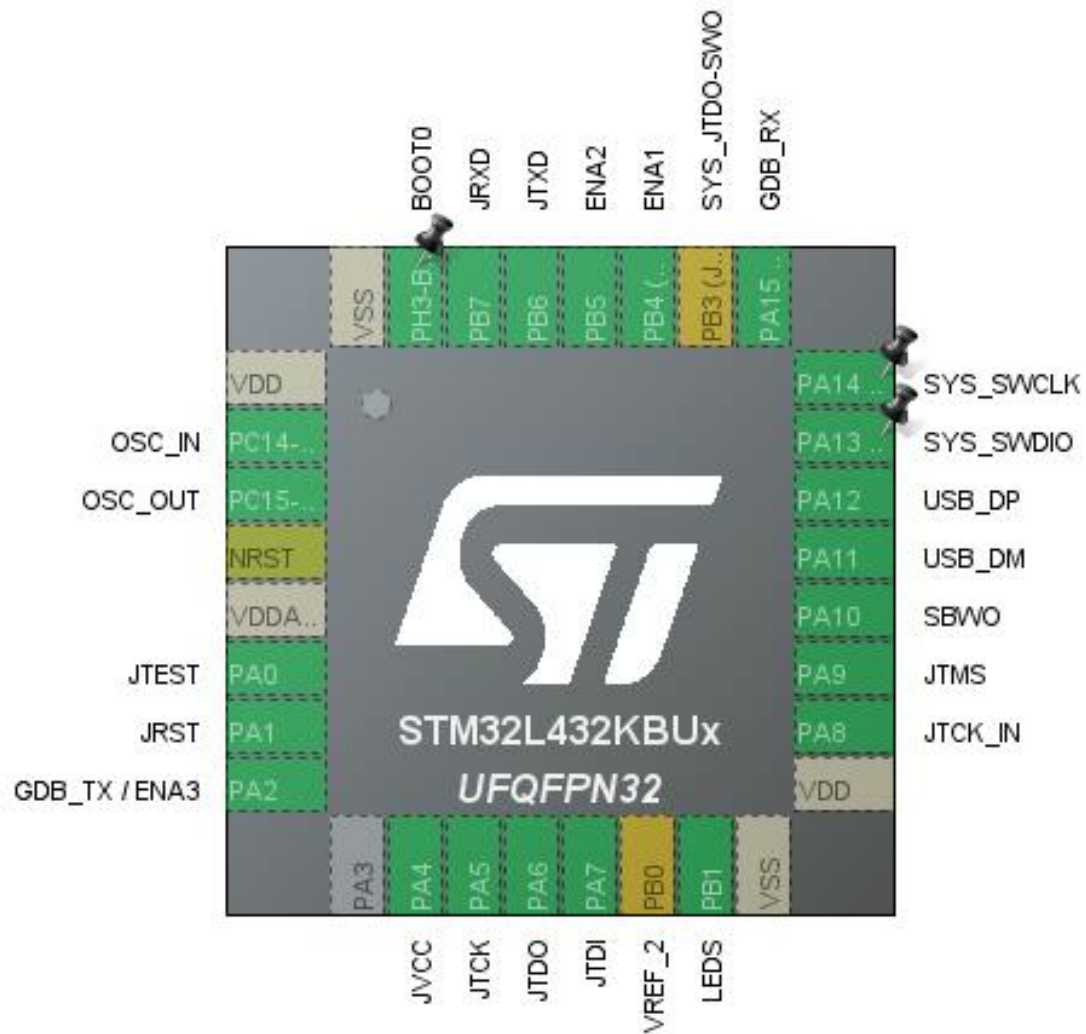 BOOT0
JRXD
JTXD
ENA2
ENA1
SYS_JTDO-SWO
GDB_RX
VSS
PH3-B..
PB7
PB6
PB5
PB4 (..
PB3 (J..
PA15 ..
VDD
OSC_IN PC14-..
OSC_OUT PC15-..
NRST
VDDA..
JTEST PA0
JRST PA1
GDB_TX / ENA3 PA2
PA14 .. SYS_SWCLK
PA13 .. SYS_SWDIO
PA12 USB_DP
PA11 USB_DM
PA10 SBWO
PA9 JTMS
PA8 JTCK_IN
VDD
ST
STM32L432KBUx
UFQFPN32
PA3
PA4
PA5
PA6
PA7
PB0
PB1
VSS
JVCC
JTCK
JTDO
JTDI
VREF_2
LEDS